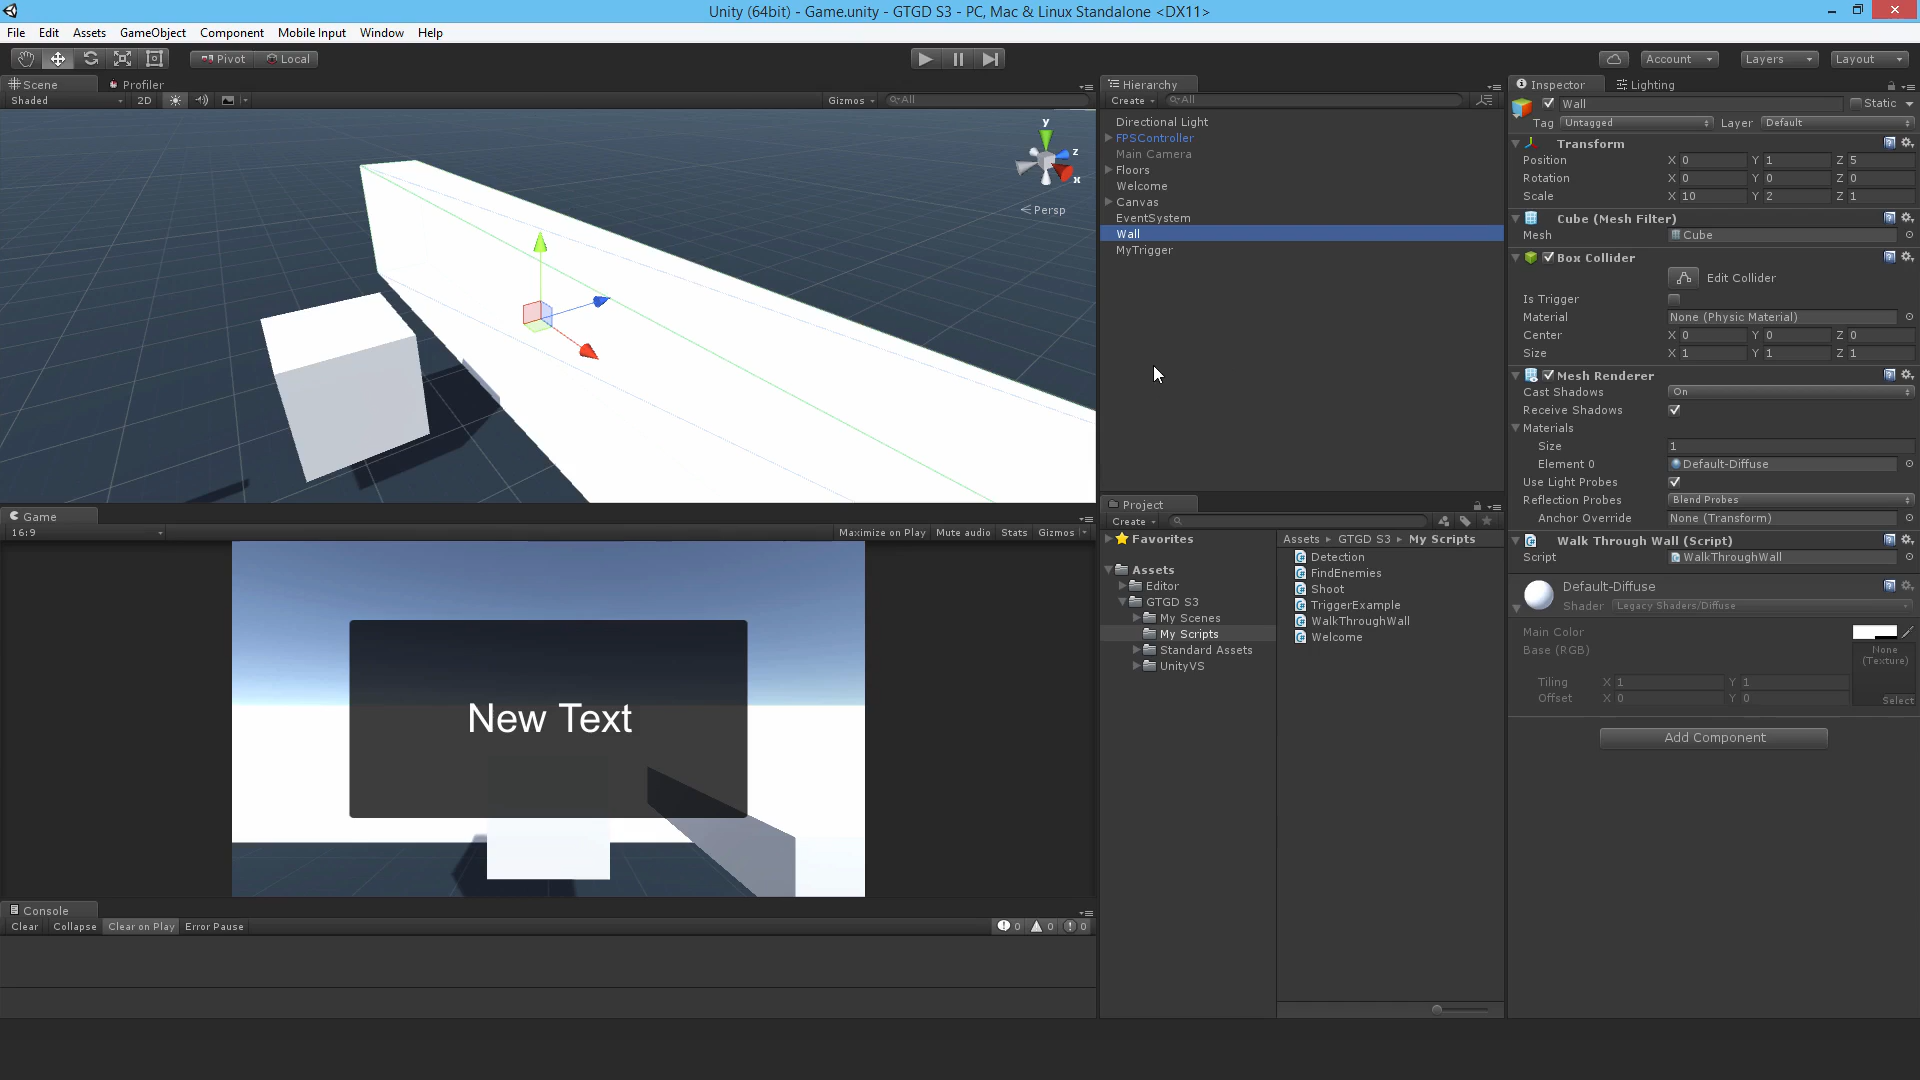 Unity (64bit) - Game.unity - GTGD S3 - PC, Mac & Linux Standalone <DX11>
File Edit Assets GameObject Component Mobile Input Window Help
Pivot Local Account Layers Layout
Scene Profiler
Shaded 2D Gizmos All
y
z
x
Persp
Game
16:9 Maximize on Play Mute audio Stats Gizmos
New Text
Console
Clear Collapse Clear on Play Error Pause 0 0 0
Hierarchy
Create All
Directional Light
FPSController
Main Camera
Floors
Welcome
Canvas
EventSystem
Wall
MyTrigger
Project
Create
Favorites
Assets
Editor
GTGD S3
My Scenes
My Scripts
Standard Assets
UnityVS
Assets GTGD S3 My Scripts
Detection
FindEnemies
Shoot
TriggerExample
WalkThroughWall
Welcome
Inspector Lighting
Wall Static
Tag Untagged Layer Default
Transform
Position X 0 Y 1 Z 5
Rotation X 0 Y 0 Z 0
Scale X 10 Y 2 Z 1
Cube (Mesh Filter)
Mesh Cube
Box Collider
Edit Collider
Is Trigger
Material None (Physic Material)
Center X 0 Y 0 Z 0
Size X 1 Y 1 Z 1
Mesh Renderer
Cast Shadows On
Receive Shadows
Materials
Size 1
Element 0 Default-Diffuse
Use Light Probes
Reflection Probes Blend Probes
Anchor Override None (Transform)
Walk Through Wall (Script)
Script WalkThroughWall
Default-Diffuse
Shader Legacy Shaders/Diffuse
Main Color
Base (RGB) None (Texture)
Tiling X 1 Y 1
Offset X 0 Y 0 Select
Add Component